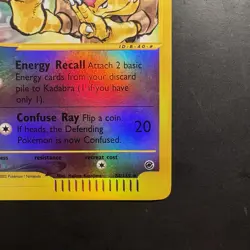 Energy Recall Attach 2 basic
Energy cards from your discard
pile to Kadabra (1 if you have
only 1).
Confuse Ray Flip a coin.
If heads, the Defending
Pokémon is now Confused.
20
resistance
retreat cost